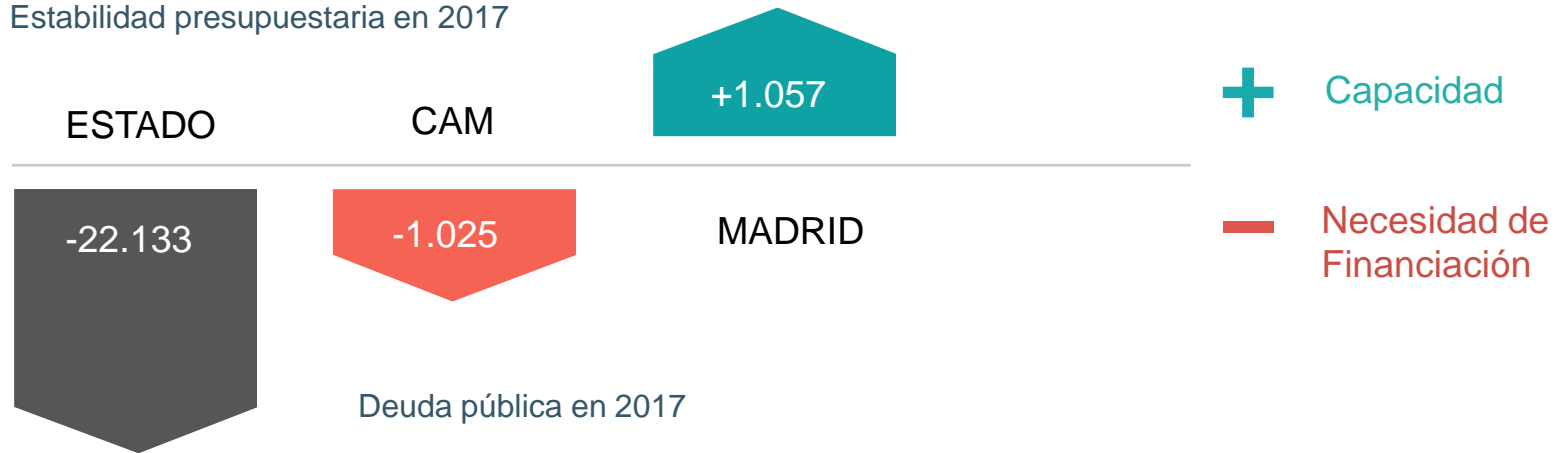 Estabilidad presupuestaria en 2017
+1.057
Capacidad
ESTADO
CAM
-22.133
-1.025
MADRID
Necesidad de
Financiación
Deuda pública en 2017